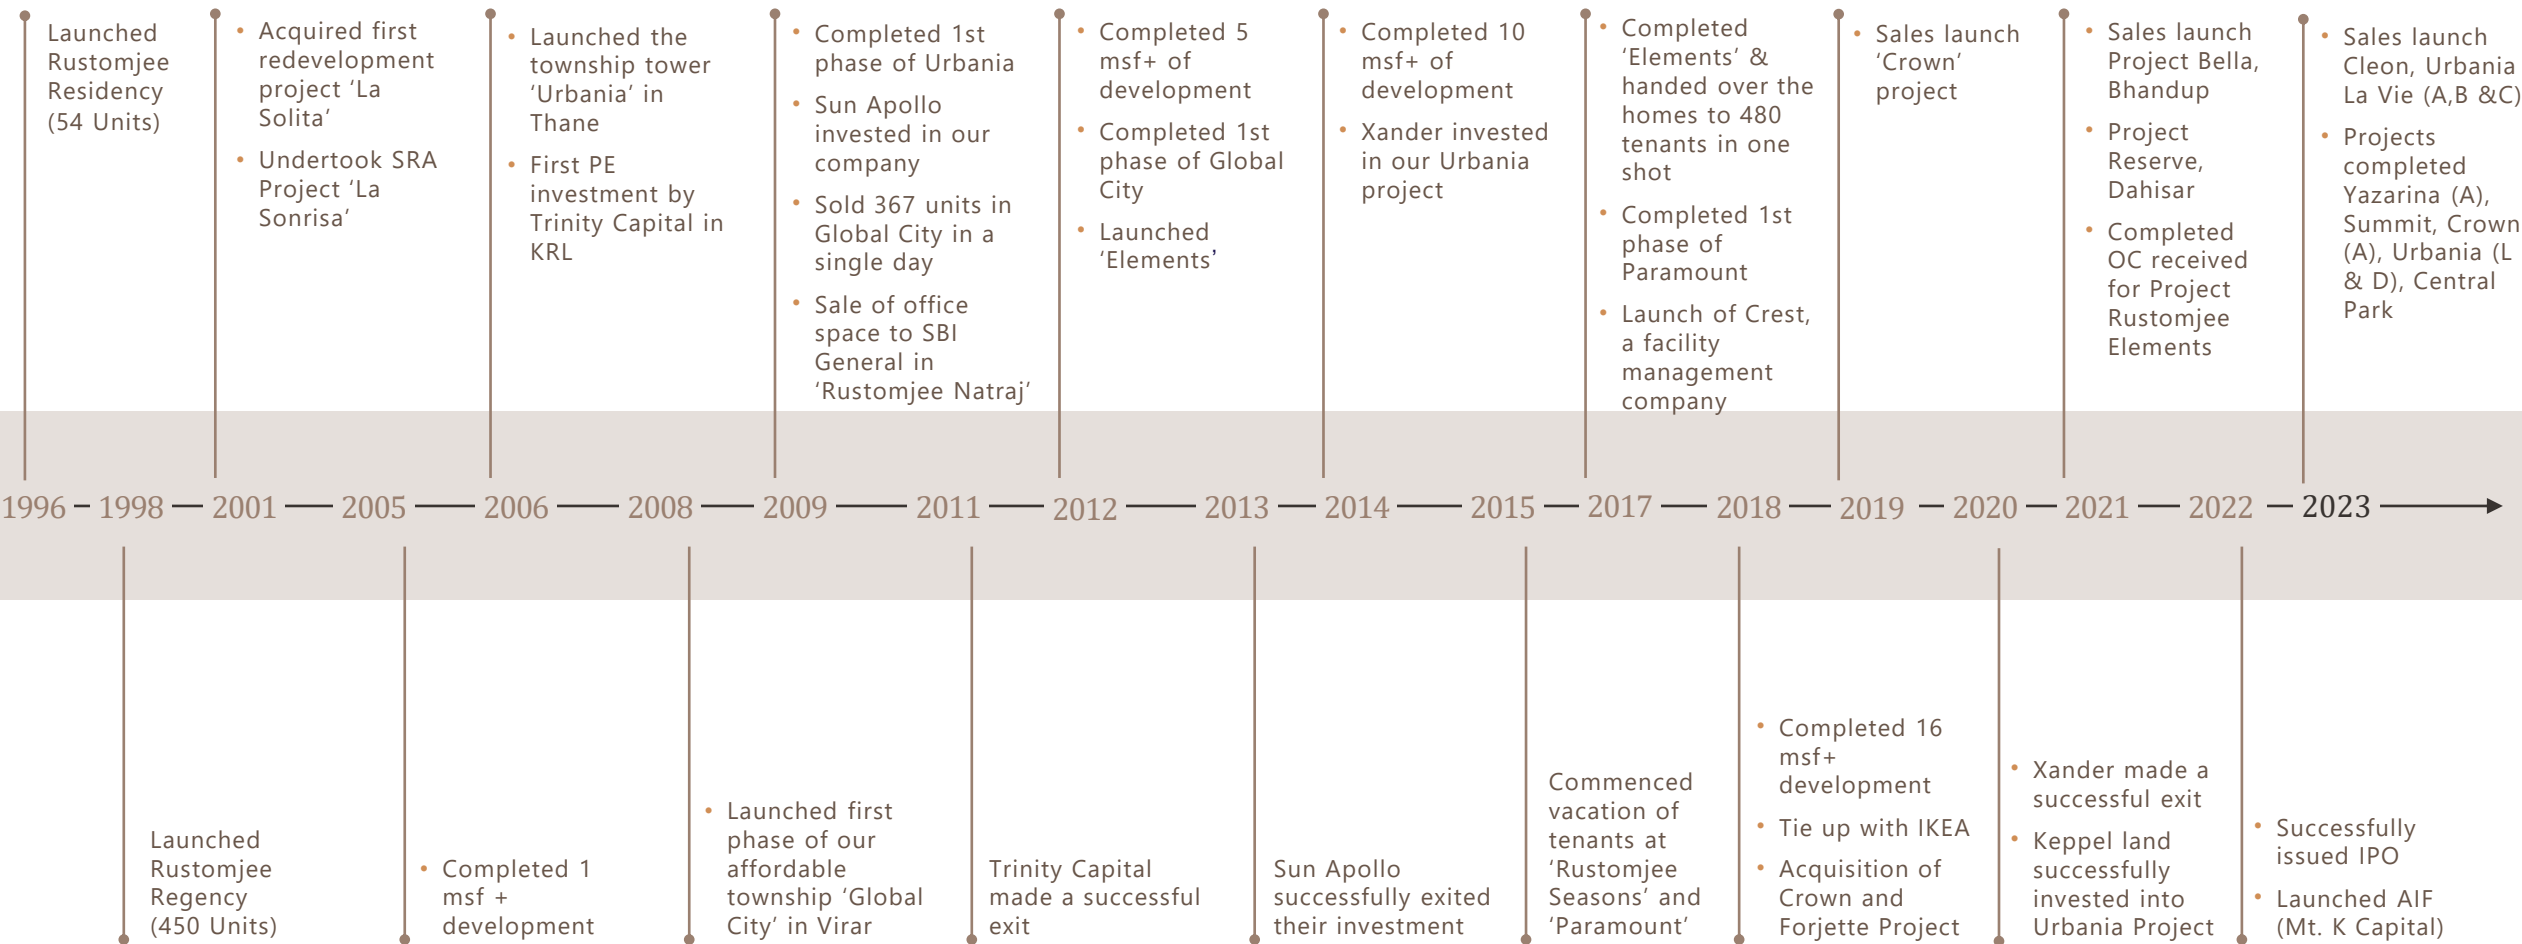 Launched
Rustomjee
Residency
(54 Units)
• Acquired first
redevelopment
project ‘La
Solita’
• Undertook SRA
Project ‘La
Sonrisa’
• Launched the
township tower
‘Urbania’ in
Thane
• First PE
investment by
Trinity Capital in
KRL
• Completed 1st
phase of Urbania
• Sun Apollo
invested in our
company
• Sold 367 units in
Global City in a
single day
• Sale of office
space to SBI
General in
‘Rustomjee Natraj’
• Completed 5
msf+ of
development
• Completed 1st
phase of Global
City
• Launched
‘Elements’
• Completed 10
msf+ of
development
• Xander invested
in our Urbania
project
• Completed
‘Elements’ &
handed over the
homes to 480
tenants in one
shot
• Completed 1st
phase of
Paramount
• Launch of Crest,
a facility
management
company
• Sales launch
‘Crown’
project
• Sales launch
Project Bella,
Bhandup
• Project
Reserve,
Dahisar
• Completed
OC received
for Project
Rustomjee
Elements
• Sales launch
Cleon, Urbania
La Vie (A,B &C)
• Projects
completed
Yazarina (A),
Summit, Crown
(A), Urbania (L
& D), Central
Park
1996 1998 2001 2005 2006 2008 2009 2011 2012 2013 2014 2015 2017 2018 2019 2020 2021 2022 2023
Launched
Rustomjee
Regency
(450 Units)
• Completed 1
msf +
development
• Launched first
phase of our
affordable
township ‘Global
City’ in Virar
Trinity Capital
made a successful
exit
Sun Apollo
successfully exited
their investment
Commenced
vacation of
tenants at
‘Rustomjee
Seasons’ and
‘Paramount’
• Completed 16
msf+
development
• Tie up with IKEA
• Acquisition of
Crown and
Forjette Project
• Xander made a
successful exit
• Keppel land
successfully
invested into
Urbania Project
• Successfully
issued IPO
• Launched AIF
(Mt. K Capital)